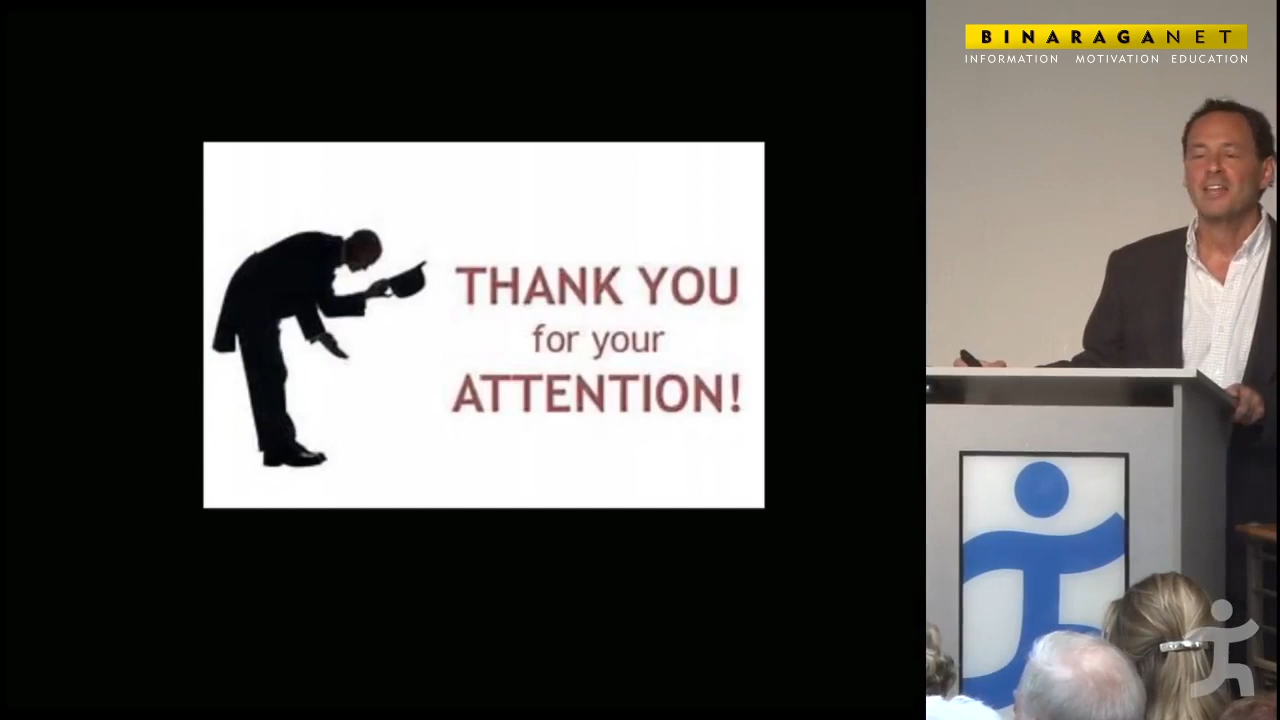 THANK YOU
for your
ATTENTION!
BINARAGANET
INFORMATION MOTIVATION EDUCATION